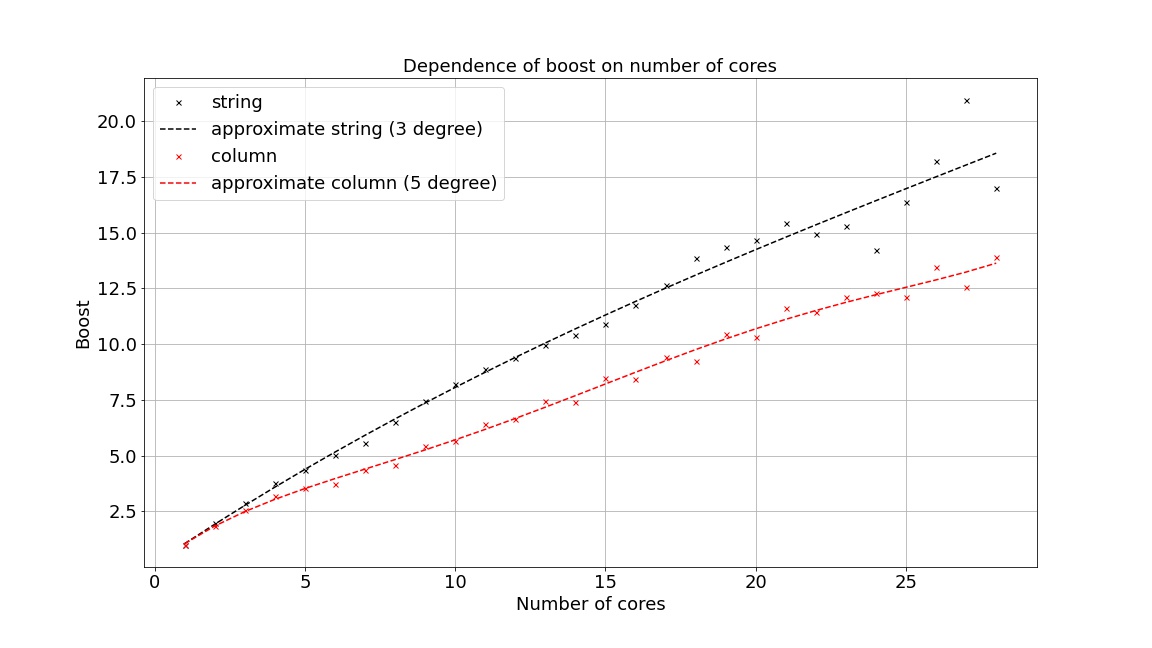 Dependence of boost on number of cores
string
approximate string (3 degree)
column
approximate column (5 degree)
20.0
17.5
15.0
12.5
10.0
7.5
5.0
2.5
Boost
0 5 10 15 20 25
Number of cores